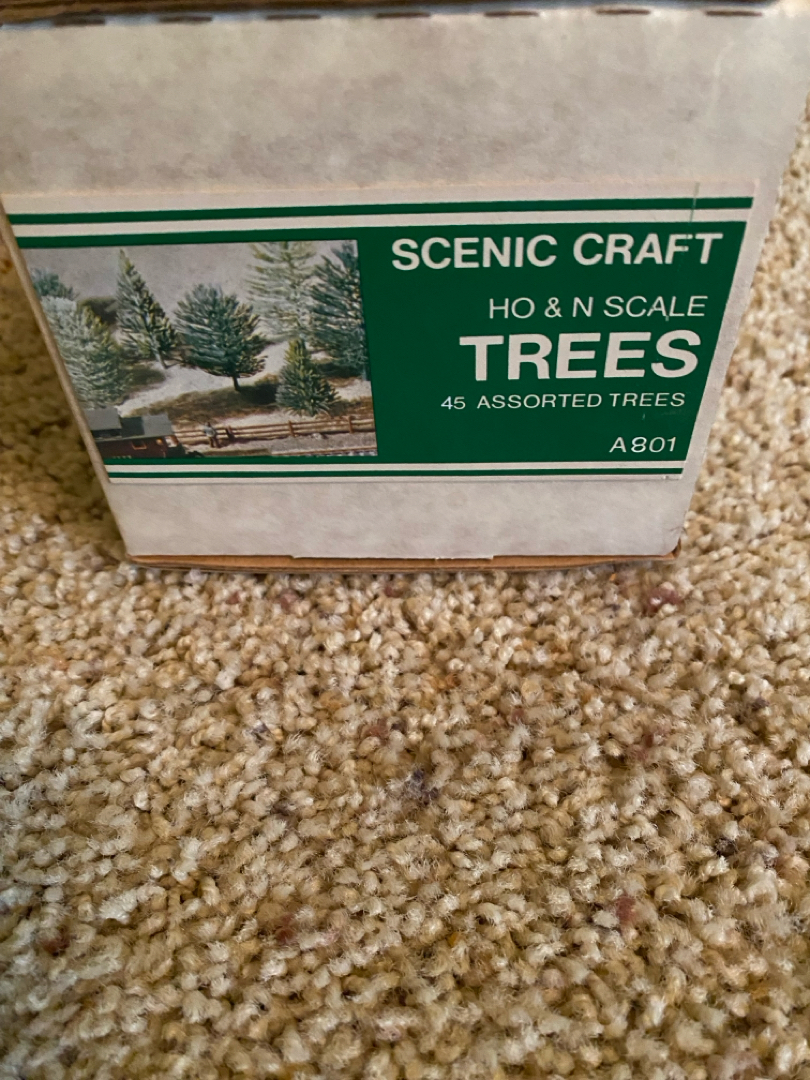 SCENIC CRAFT
HO & N SCALE
TREES
45 ASSORTED TREES
A801